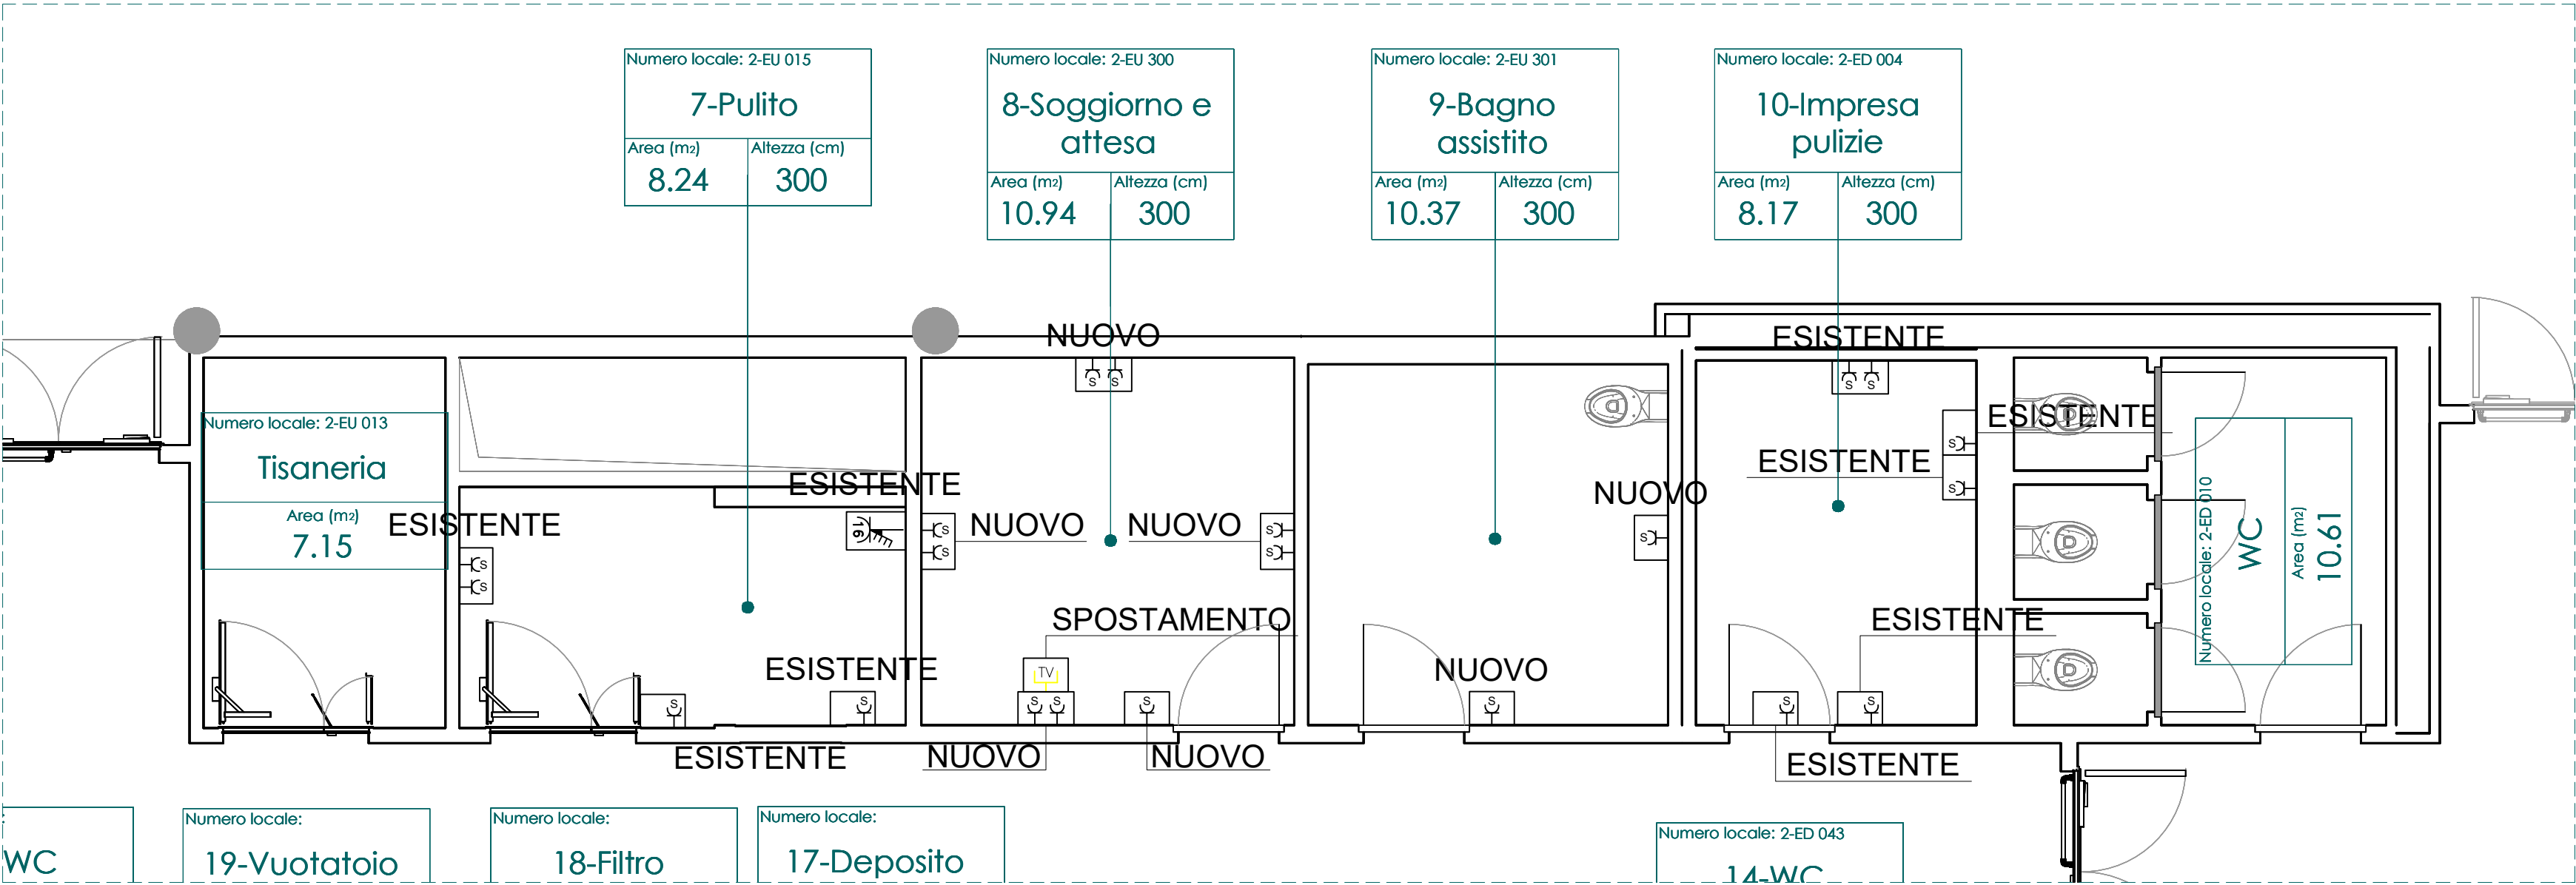 Numero locale: 2-EU 015
7-Pulito
Area (m2)
Altezza (cm)
8.24
300
Numero locale: 2-EU 300
8-Soggiorno e
attesa
Area (m2)
Altezza (cm)
10.94
300
Numero locale: 2-EU 301
9-Bagno
assistito
Area (m2)
Altezza (cm)
10.37
300
Numero locale: 2-ED 004
10-Impresa
pulizie
Area (m2)
Altezza (cm)
8.17
300
NUOVO
S S
ESISTENTE
S S
Numero locale: 2-EU 013
Tisaneria
Area (m2)
7.15
ESISTENTE
S
S
ESISTENTE
16
S
S
NUOVO
NUOVO
S
S
NUOVO
S
ESISTENTE
S
ESISTENTE
S
Numero locale: 2-ED 010
WC
Area (m2)
10.61
SPOSTAMENTO
TV
S S
NUOVO
S
NUOVO
ESISTENTE
S
S
ESISTENTE
NUOVO
S
ESISTENTE
S
S
ESISTENTE
:
WC
Numero locale:
19-Vuotatoio
Numero locale:
18-Filtro
Numero locale:
17-Deposito
Numero locale: 2-ED 043
14-WC